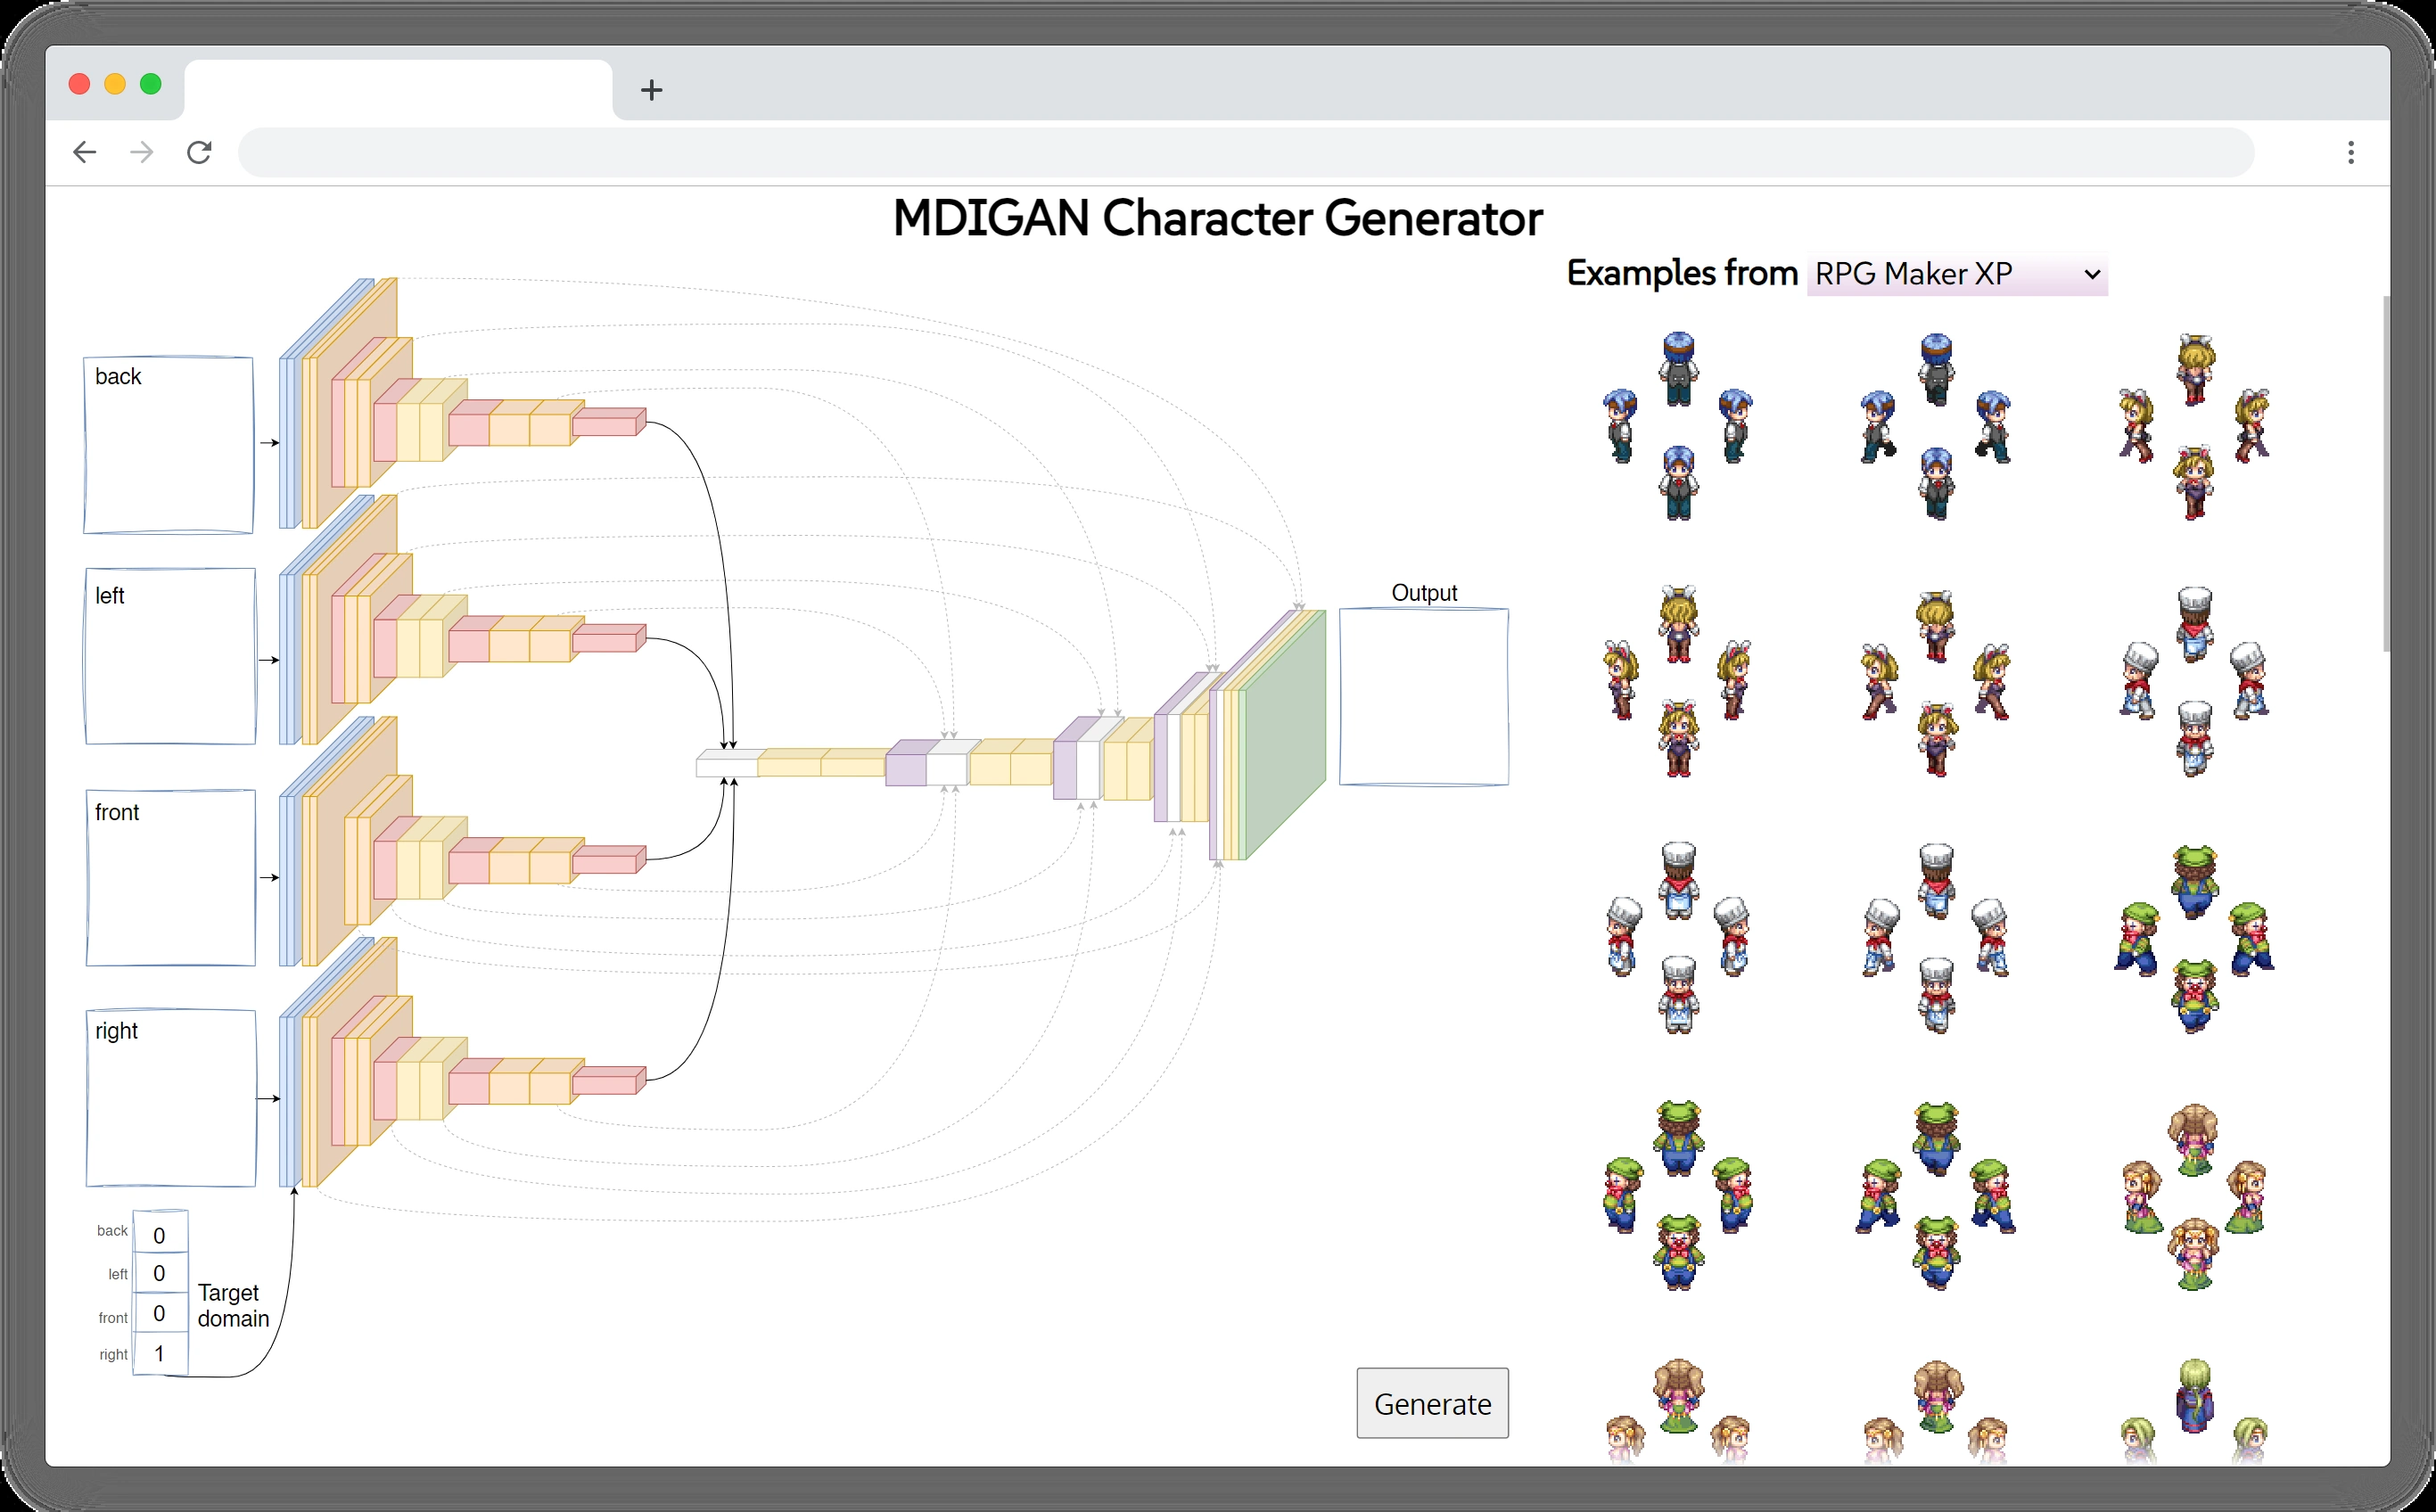 MDIGAN Character Generator
Examples from RPG Maker XP
back
left
front
right
Output
back 0
left 0
front 0
right 1
Target
domain
Generate